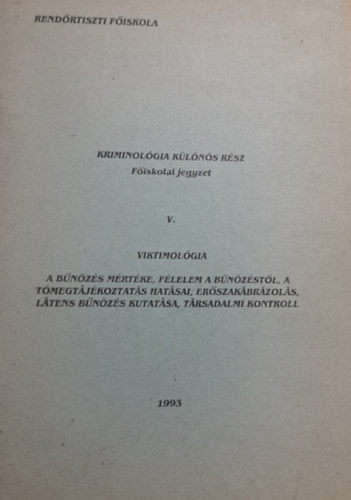 RENDŐRTISZTI FŐISKOLA
KRIMINOLÓGIA KÜLÖNÖS RÉSZ
Főiskolai jegyzet
V.
VIKTIMOLÓGIA
A BŰNÖZÉS MÉRTÉKE, FÉLELEM A BŰNÖZÉSTŐL, A
TÖMEGTÁJÉKOZTATÁS HATÁSAI, ERŐSZAKÁBRÁZOLÁS,
LÁTENS BŰNÖZÉS KUTATÁSA, TÁRSADALMI KONTROLL
1993